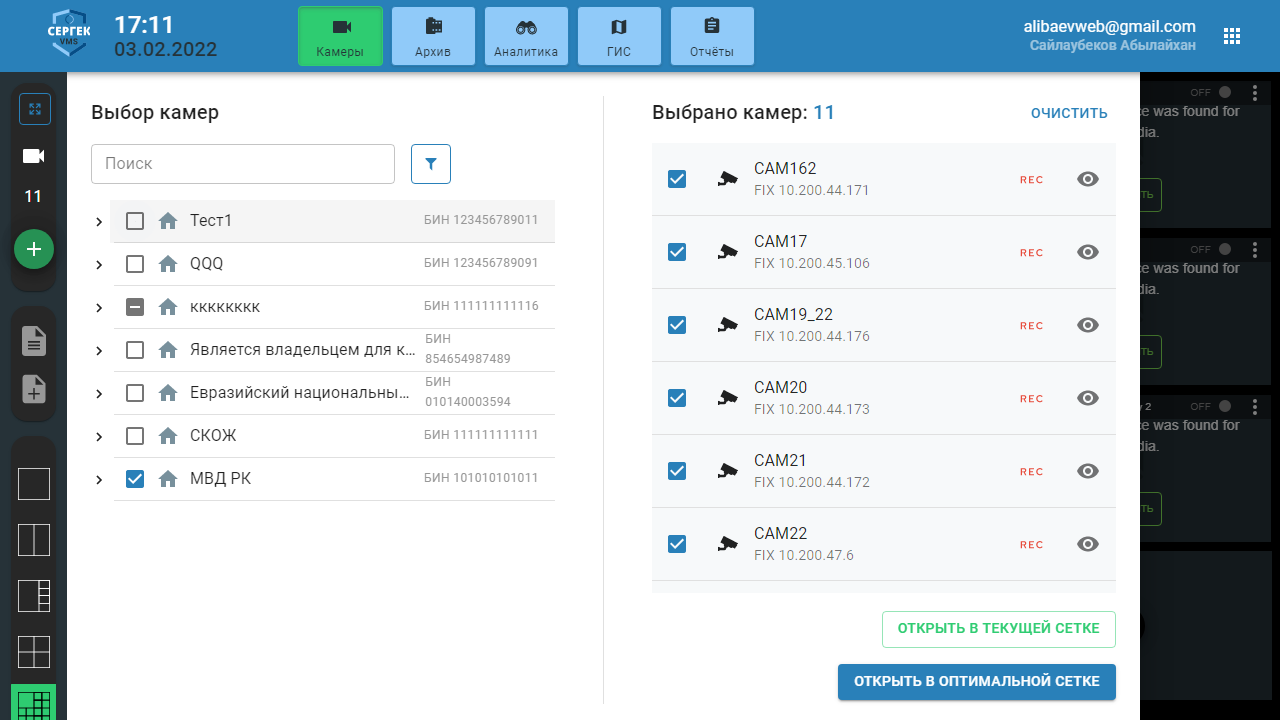 СЕРГЕК
VMS
17:11
03.02.2022
Камеры
Архив
Аналитика
ГИС
Отчёты
alibaevweb@gmail.com
Сайлаубеков Абылайхан
11
Выбор камер
Поиск
Тест1
БИН 123456789011
QQQ
БИН 123456789091
кккккккк
БИН 111111111116
Является владельцем для к...
БИН
854654987489
Евразийский национальны...
БИН
010140003594
СКОЖ
БИН 111111111111
МВД РК
БИН 101010101011
Выбрано камер: 11
ОЧИСТИТЬ
CAM162
FIX 10.200.44.171
REC
CAM17
FIX 10.200.45.106
REC
CAM19_22
FIX 10.200.44.176
REC
CAM20
FIX 10.200.44.173
REC
CAM21
FIX 10.200.44.172
REC
CAM22
FIX 10.200.47.6
REC
ОТКРЫТЬ В ТЕКУЩЕЙ СЕТКЕ
ОТКРЫТЬ В ОПТИМАЛЬНОЙ СЕТКЕ
OFF
ce was found for
dia.
ть
OFF
ce was found for
dia.
ть
y 2
OFF
ce was found for
dia.
ть